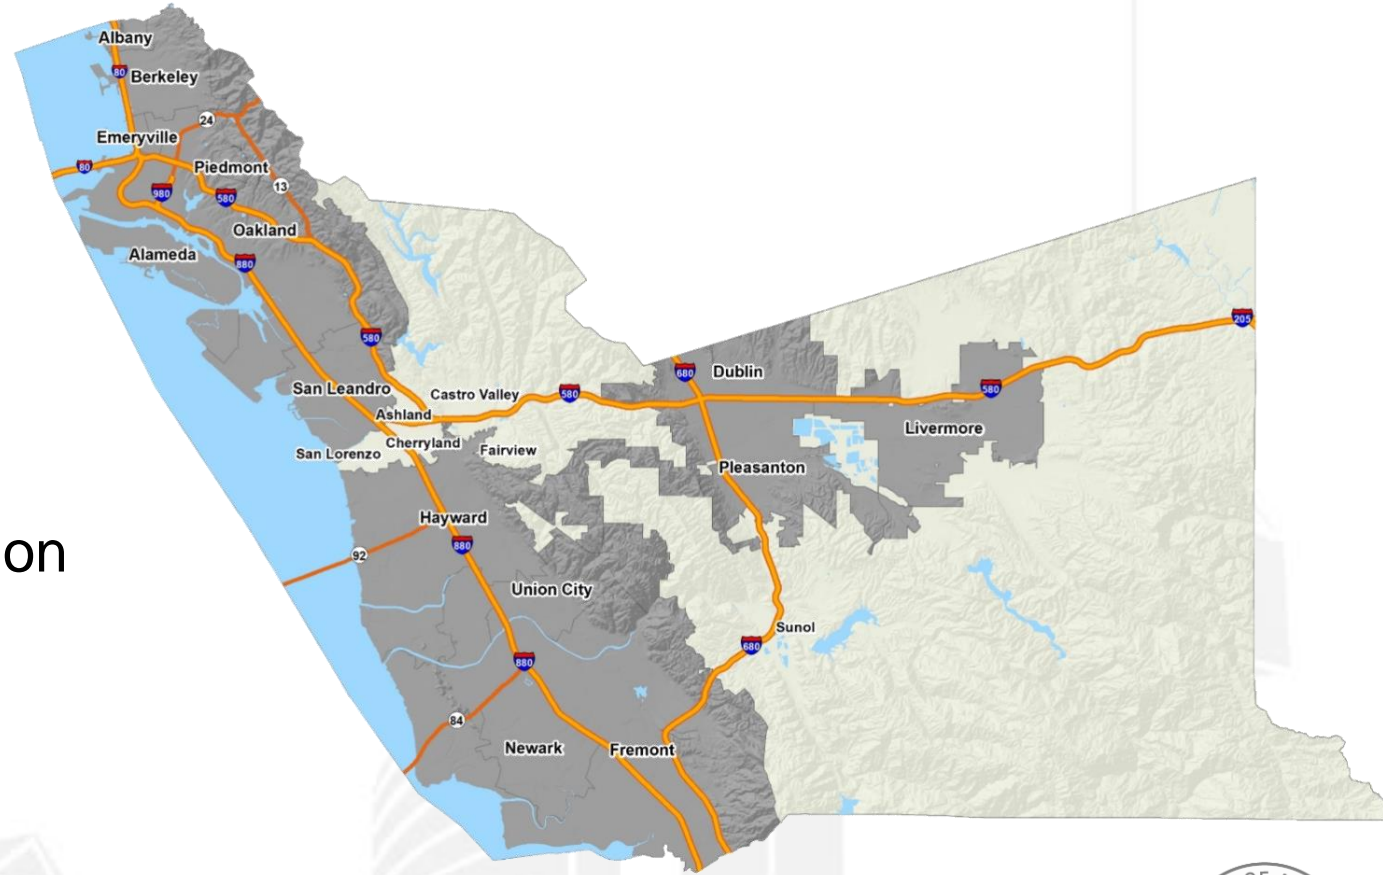 Albany
80
Berkeley
24
Emeryville
80
Piedmont
13
980
580
Oakland
Alameda
880
205
580
680
Dublin
San Leandro
Castro Valley
580
580
Ashland
Livermore
Cherryland
San Lorenzo
Fairview
Pleasanton
Hayward
880
on
92
Union City
Sunol
680
880
84
Newark
Fremont